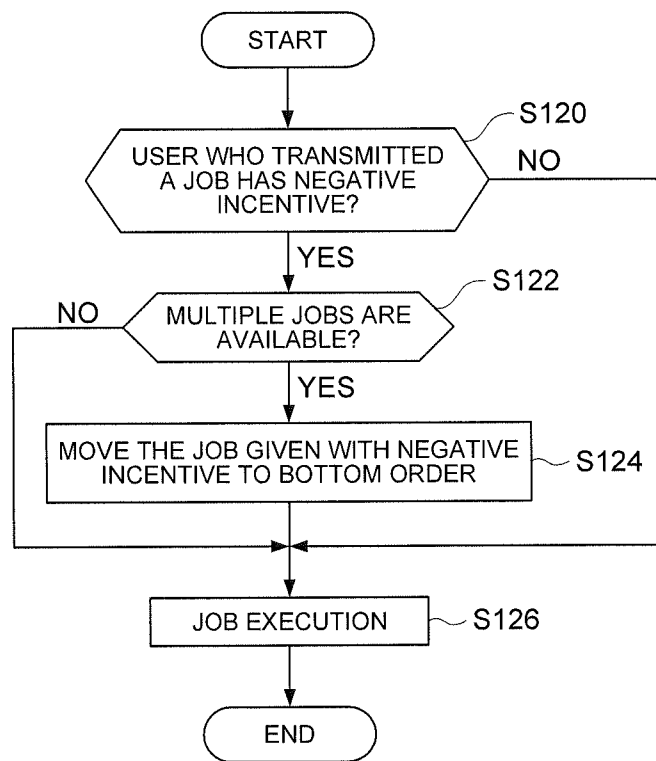 START
S120
USER WHO TRANSMITTED
A JOB HAS NEGATIVE
INCENTIVE?
NO
YES
S122
NO
MULTIPLE JOBS ARE
AVAILABLE?
YES
MOVE THE JOB GIVEN WITH NEGATIVE
INCENTIVE TO BOTTOM ORDER
S124
JOB EXECUTION
S126
END